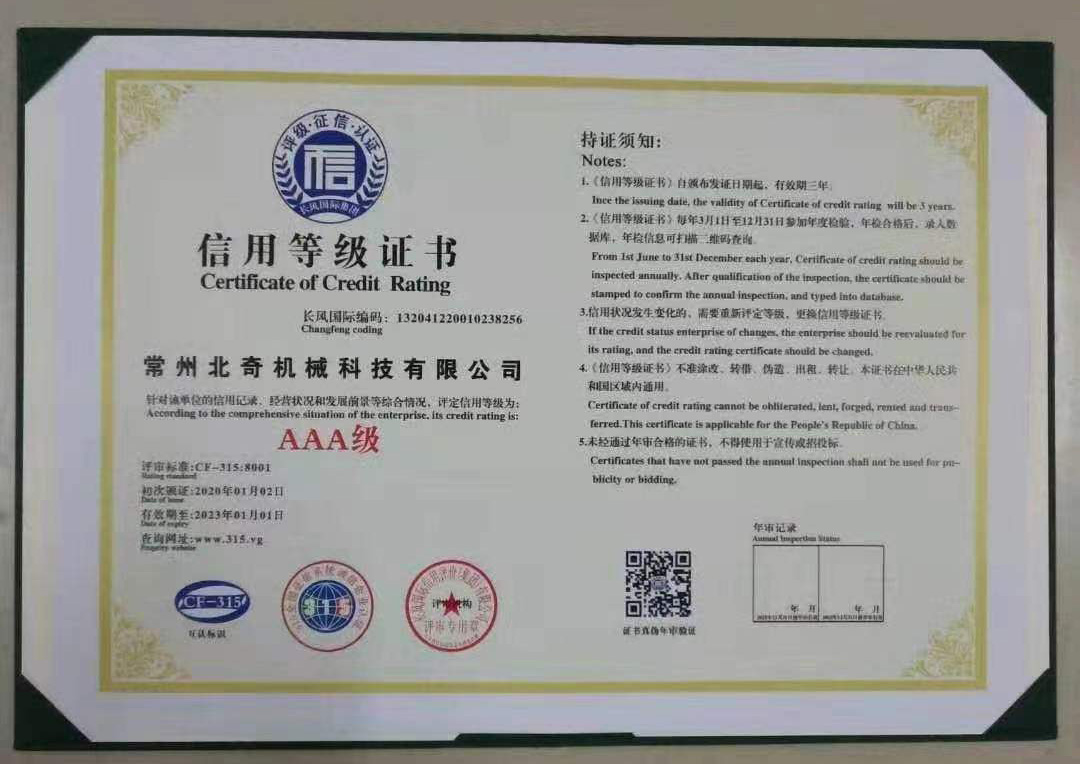 评级·征信·认证
信
长风国际集团
信用等级证书
Certificate of Credit Rating
长风国际编码：132041220010238256
Changfeng coding
常州北奇机械科技有限公司
针对该单位的信用记录、经营状况和发展前景等综合情况，评定信用等级为：
According to the comprehensive situation of the enterprise, its credit rating is:
AAA级
评审标准:CF-315:8001
Rating standard
初次颁证:2020年01月02日
Date of issue
有效期至:2023年01月01日
Date of expiry
查询网址:www.315.vg
Enquiry website
CF-315
互认标识
315
评审机构
评审专用章
持证须知:
Notes:
1.《信用等级证书》自颁布发证日期起，有效期三年。
Ince the issuing date, the validity of Certificate of credit rating will be 3 years.
2.《信用等级证书》每年3月1日至12月31日参加年度检验，年检合格后，录入数
据库，年检信息可扫描二维码查询。
From 1st June to 31st December each year, Certificate of credit rating should be
inspected annually. After qualification of the inspection, the certificate should be
stamped to confirm the annual inspection, and typed into database.
3.信用状况发生变化的，需要重新评定等级，更换信用等级证书。
If the credit status enterprise of changes, the enterprise should be reevaluated for
its rating, and the credit rating certificate should be changed.
4.《信用等级证书》不准涂改、转借、伪造、出租、转让。本证书在中华人民共
和国区域内通用。
Certificate of credit rating cannot be obliterated, lent, forged, rented and trans-
ferred.This certificate is applicable for the People's Republic of China.
5.未经通过年审合格的证书，不得使用于宣传或招投标。
Certificates that have not passed the annual inspection shall not be used for pu-
blicity or bidding.
证书真伪年审验证
年审记录
Annual Inspection Status
年 月
年 月